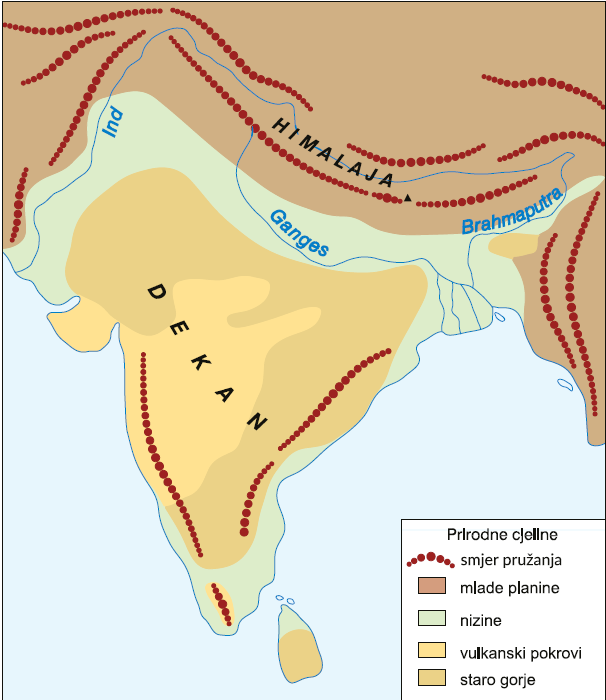 Ind
HIMALAJA
Ganges
Brahmaputra
DEKAN
Prirodne cjeline
smjer pružanja
mlade planine
nizine
vulkanski pokrovi
staro gorje